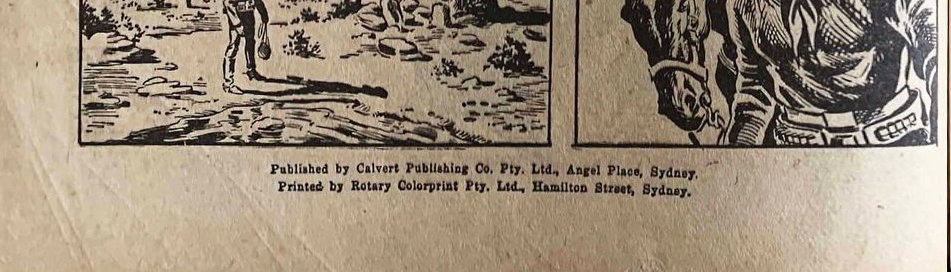 Published by Calvert Publishing Co. Pty. Ltd., Angel Place, Sydney.
Printed by Rotary Colorprint Pty. Ltd., Hamilton Street, Sydney.